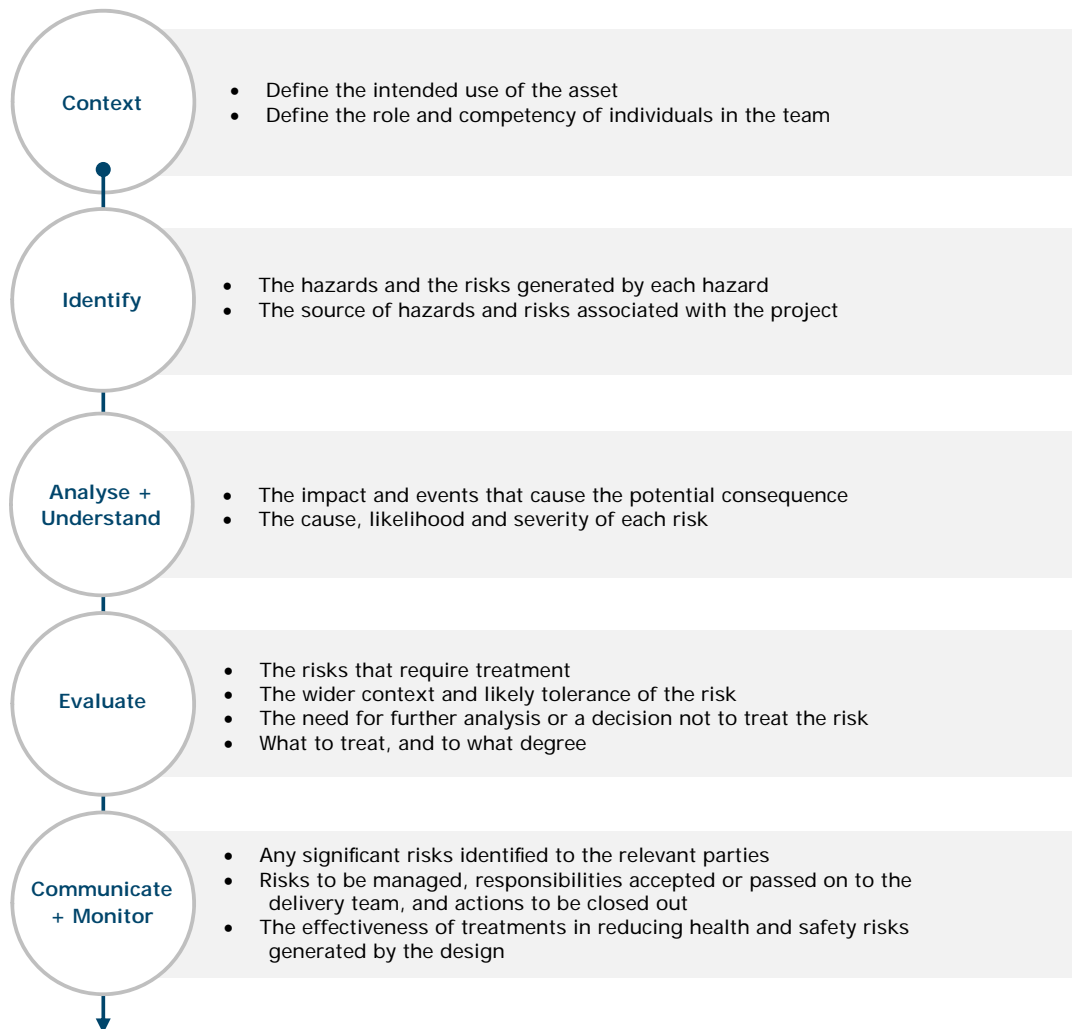 Context
• Define the intended use of the asset
• Define the role and competency of individuals in the team
Identify
• The hazards and the risks generated by each hazard
• The source of hazards and risks associated with the project
Analyse +
Understand
• The impact and events that cause the potential consequence
• The cause, likelihood and severity of each risk
Evaluate
• The risks that require treatment
• The wider context and likely tolerance of the risk
• The need for further analysis or a decision not to treat the risk
• What to treat, and to what degree
Communicate
+ Monitor
• Any significant risks identified to the relevant parties
• Risks to be managed, responsibilities accepted or passed on to the
delivery team, and actions to be closed out
• The effectiveness of treatments in reducing health and safety risks
generated by the design